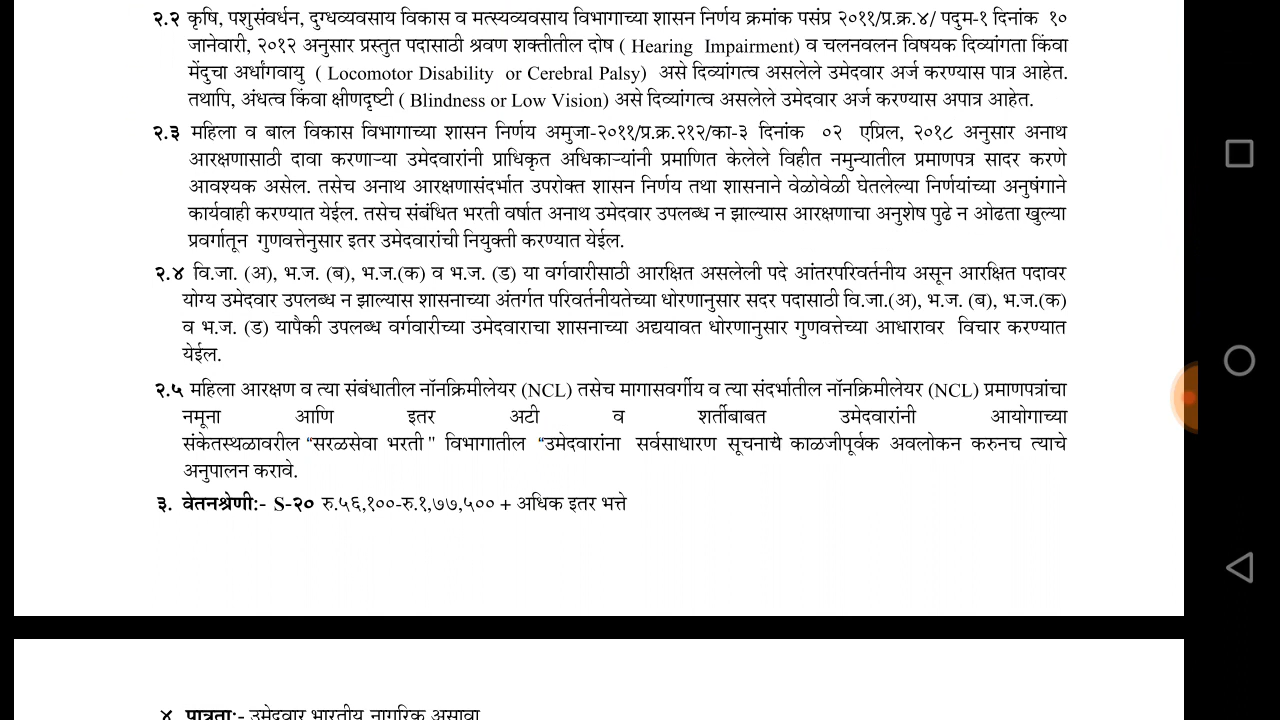 २.२ कृषि, पशुसंवर्धन, दुग्धव्यवसाय विकास व मत्स्यव्यवसाय विभागाच्या शासन निर्णय क्रमांक पसंप्र २०११/प्र.क्र.४/ पदुम-१ दिनांक १०
जानेवारी, २०१२ अनुसार प्रस्तुत पदासाठी श्रवण शक्तीतील दोष ( Hearing Impairment) व चलनवलन विषयक दिव्यांगता किंवा
मेंदुचा अर्धांगवायु ( Locomotor Disability or Cerebral Palsy) असे दिव्यांगत्व असलेले उमेदवार अर्ज करण्यास पात्र आहेत.
तथापि, अंधत्व किंवा क्षीणदृष्टी ( Blindness or Low Vision) असे दिव्यांगत्व असलेले उमेदवार अर्ज करण्यास अपात्र आहेत.
२.३ महिला व बाल विकास विभागाच्या शासन निर्णय अमुजा-२०११/प्र.क्र.२१२/का-३ दिनांक ०२ एप्रिल, २०१८ अनुसार अनाथ
आरक्षणासाठी दावा करणाऱ्या उमेदवारांनी प्राधिकृत अधिकाऱ्यांनी प्रमाणित केलेले विहीत नमुन्यातील प्रमाणपत्र सादर करणे
आवश्यक असेल. तसेच अनाथ आरक्षणासंदर्भात उपरोक्त शासन निर्णय तथा शासनाने वेळोवेळी घेतलेल्या निर्णयांच्या अनुषंगाने
कार्यवाही करण्यात येईल. तसेच संबंधित भरती वर्षात अनाथ उमेदवार उपलब्ध न झाल्यास आरक्षणाचा अनुशेष पुढे न ओढता खुल्या
प्रवर्गातून गुणवत्तेनुसार इतर उमेदवारांची नियुक्ती करण्यात येईल.
२.४ वि.जा. (अ), भ.ज. (ब), भ.ज.(क) व भ.ज. (ड) या वर्गवारीसाठी आरक्षित असलेली पदे आंतरपरिवर्तनीय असून आरक्षित पदावर
योग्य उमेदवार उपलब्ध न झाल्यास शासनाच्या अंतर्गत परिवर्तनीयतेच्या धोरणानुसार सदर पदासाठी वि.जा.(अ), भ.ज. (ब), भ.ज.(क)
व भ.ज. (ड) यापैकी उपलब्ध वर्गवारीच्या उमेदवाराचा शासनाच्या अद्ययावत धोरणानुसार गुणवत्तेच्या आधारावर विचार करण्यात
येईल.
२.५ महिला आरक्षण व त्या संबंधातील नॉनक्रिमीलेयर (NCL) तसेच मागासवर्गीय व त्या संदर्भातील नॉनक्रिमीलेयर (NCL) प्रमाणपत्रांचा
नमूना आणि इतर अटी व शर्तीबाबत उमेदवारांनी आयोगाच्या
संकेतस्थळावरील “सरळसेवा भरती " विभागातील “उमेदवारांना सर्वसाधारण सूचनाचे काळजीपूर्वक अवलोकन करुनच त्याचे
अनुपालन करावे.
३. वेतनश्रेणी:- S-२० रु.५६,१००-रु.१,७७,५०० + अधिक इतर भत्ते
४ पात्रता:- उमेदवार भारतीय नागरिक असावा